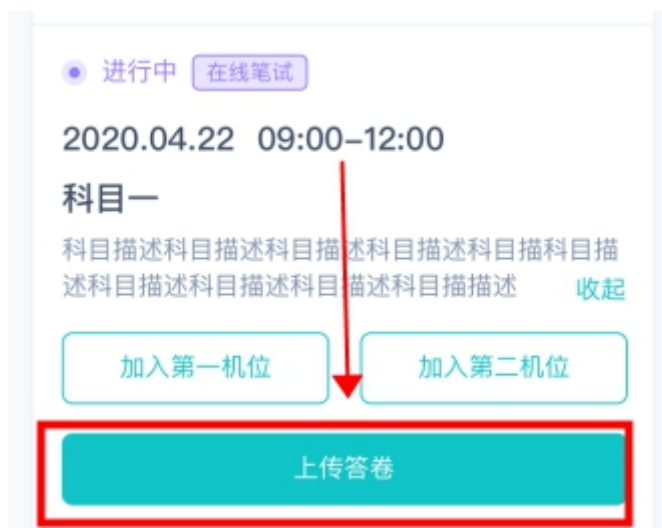 进行中 在线笔试
2020.04.22 09:00-12:00
科目一
科目描述科目描述科目描述科目描述科目描科目描
述科目描述科目描述科目描述科目描描述 收起
加入第一机位 加入第二机位
上传答卷